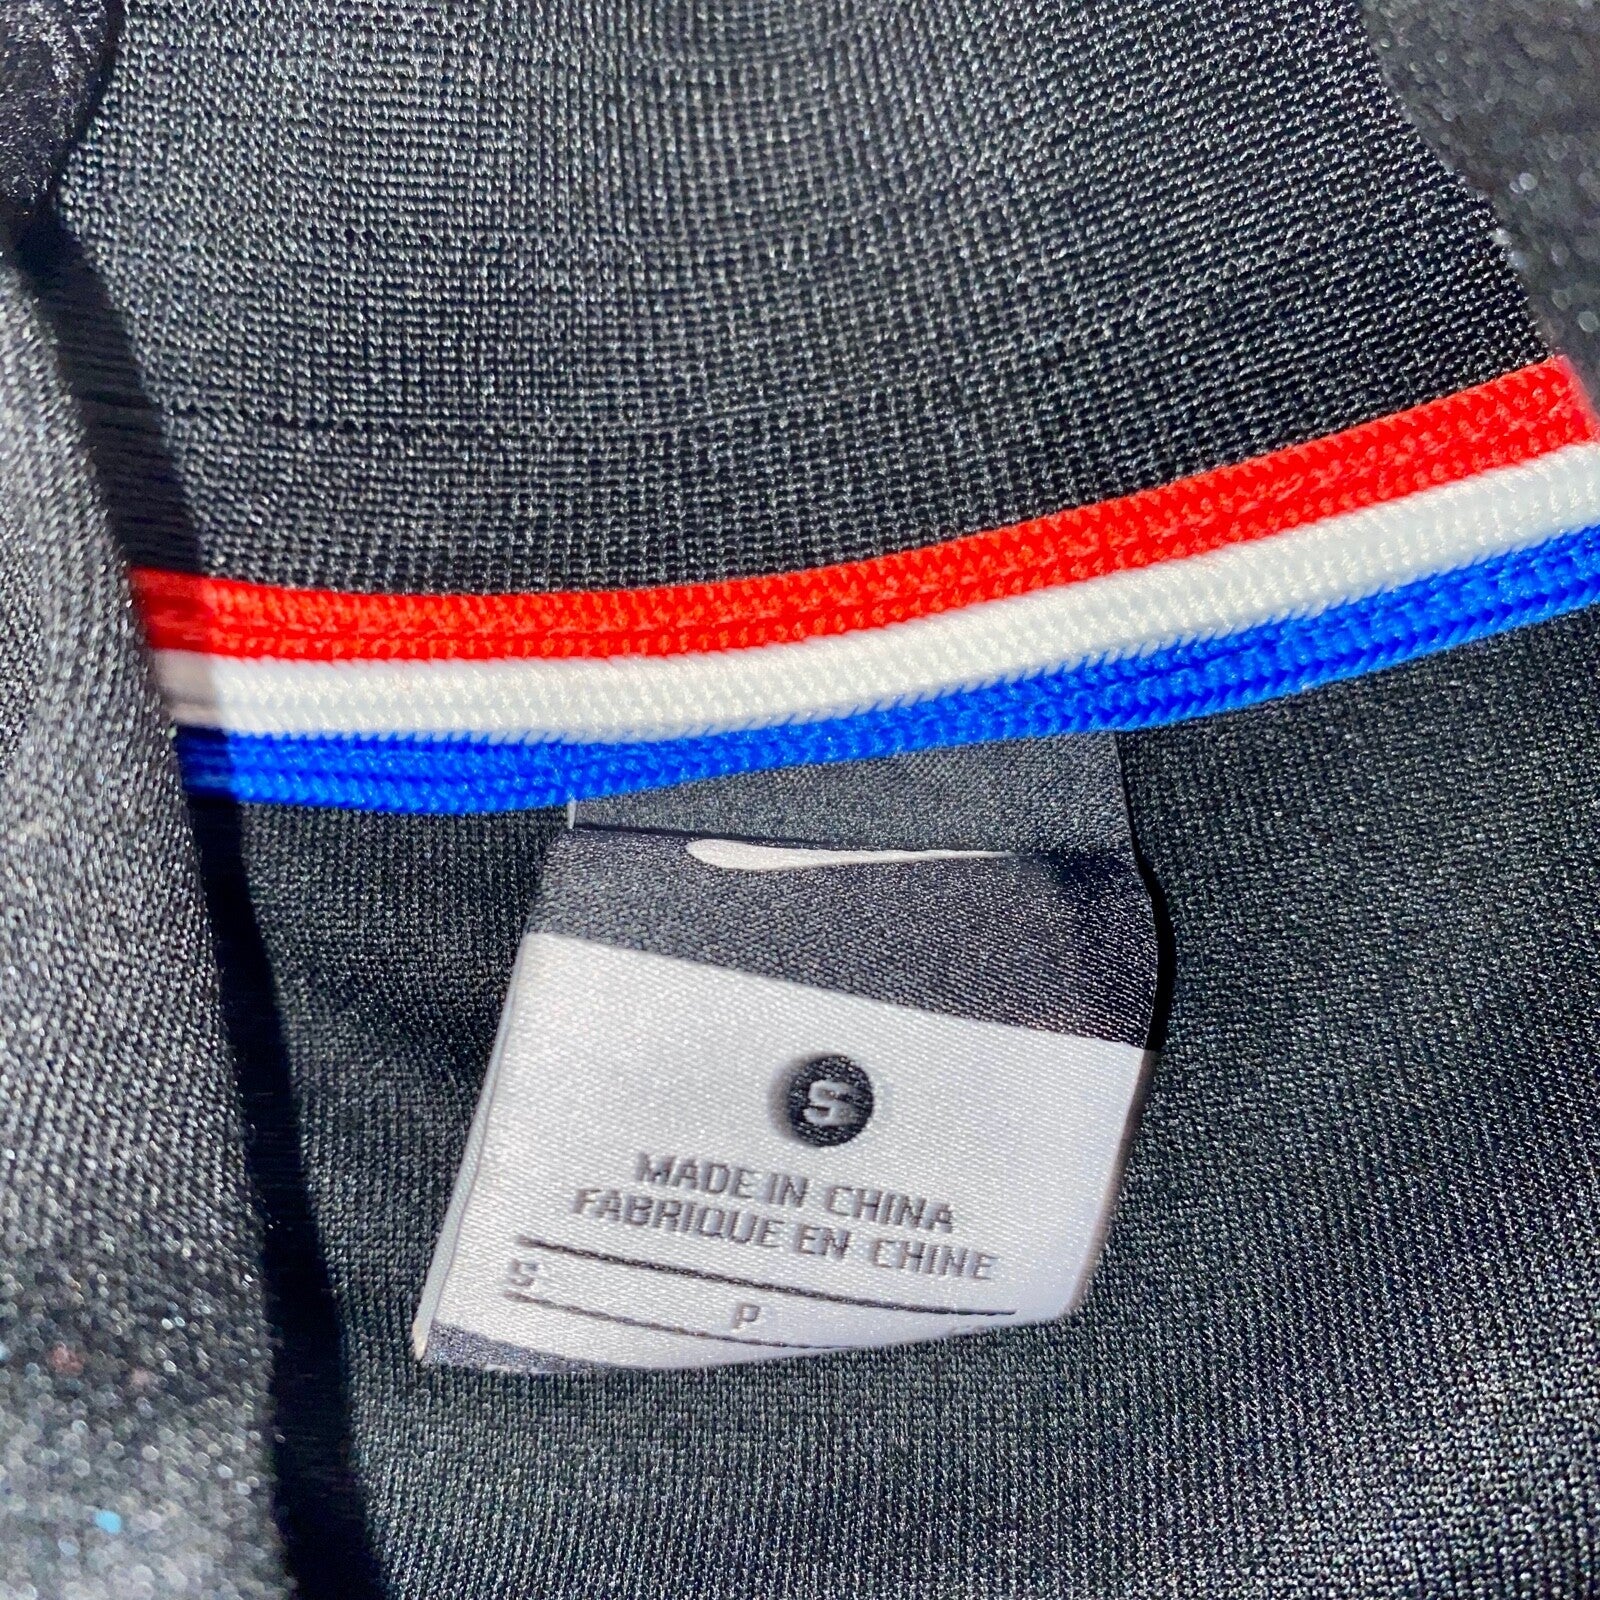 S
MADE IN CHINA
FABRIQUE EN CHINE
S P